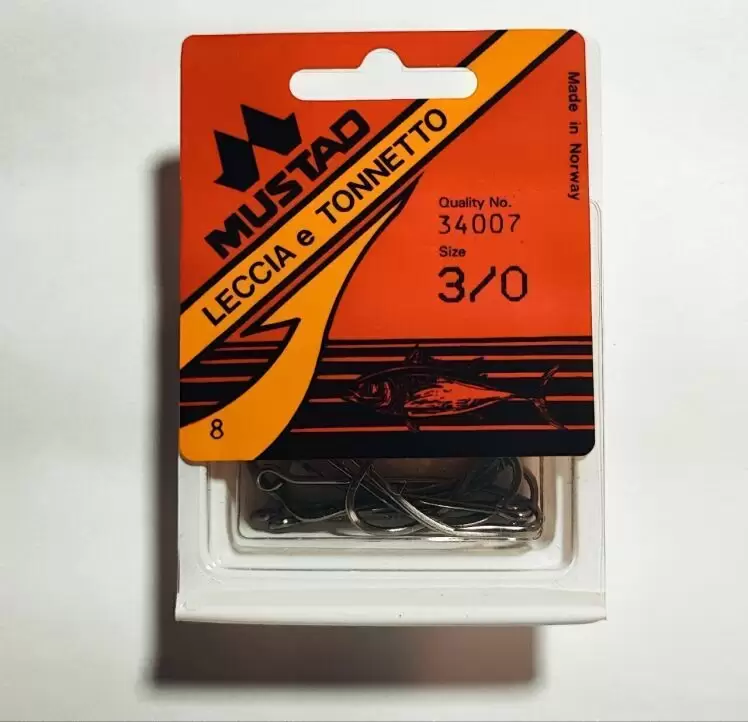 MUSTAD
LECCIA e TONNETTO
Made in Norway
Quality No.
34007
Size
3/0
8